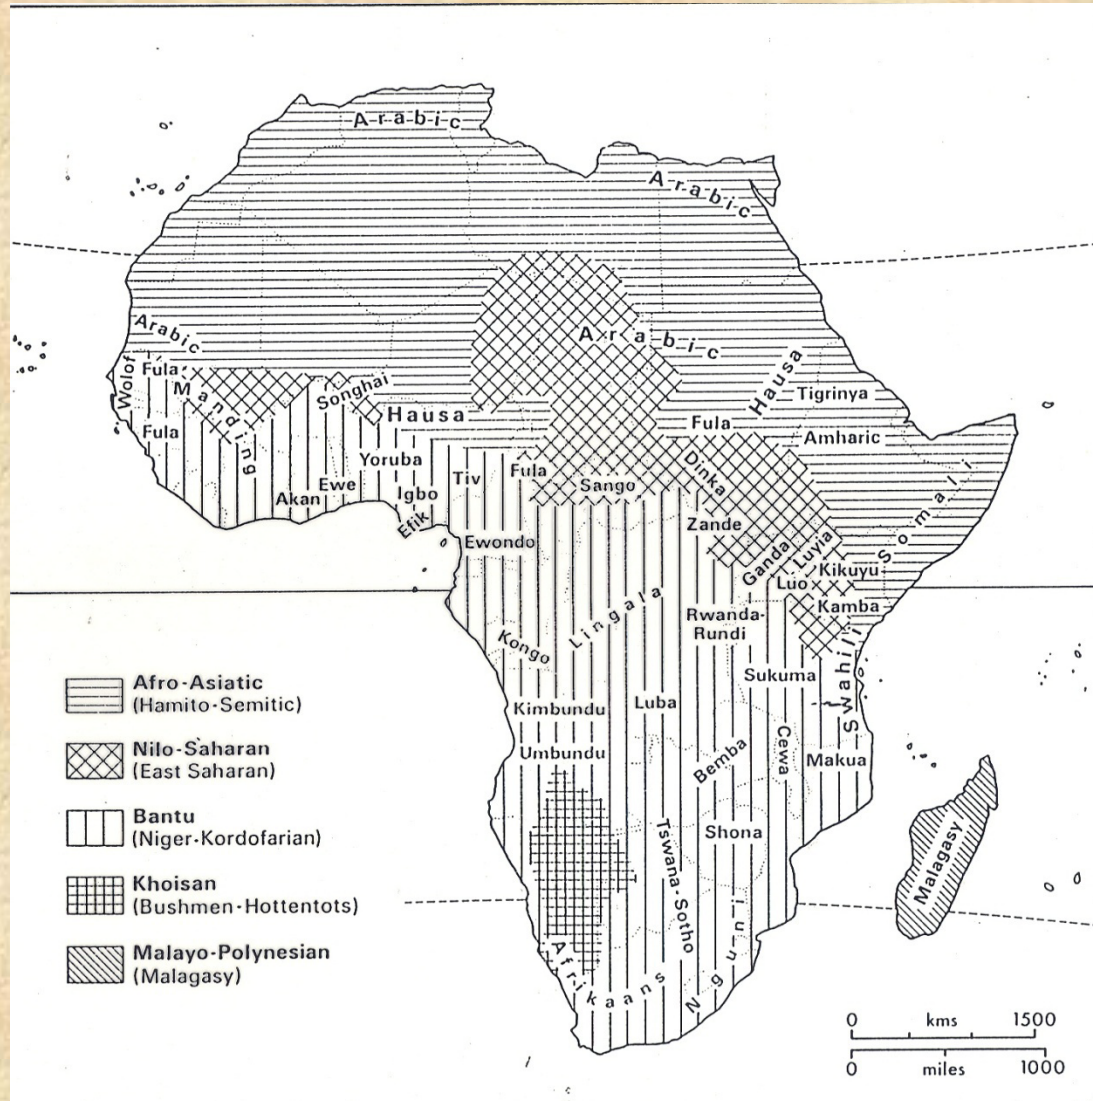 Arabic
Arabic
Arabic
Arabic
Wolof
Fula
Manding
Fula
Songhai
Hausa
Hausa
Tigrinya
Fula
Amharic
Yoruba
Tiv
Fula
Sango
Dinka
Somali
Akan
Ewe
Igbo
Efik
Ewondo
Zande
Ganda
Luyia
Kikuyu
Luo
Kamba
Lingala
Rwanda-
Rundi
Kongo
Sukuma
Swahili
Kimbundu
Luba
Umbundu
Bemba
Cewa
Makua
Shona
Tswana-Sotho
Malagasy
Nguni
Afrikaans
Afro-Asiatic
(Hamito-Semitic)
Nilo-Saharan
(East Saharan)
Bantu
(Niger-Kordofarian)
Khoisan
(Bushmen-Hottentots)
Malayo-Polynesian
(Malagasy)
0 kms 1500
0 miles 1000